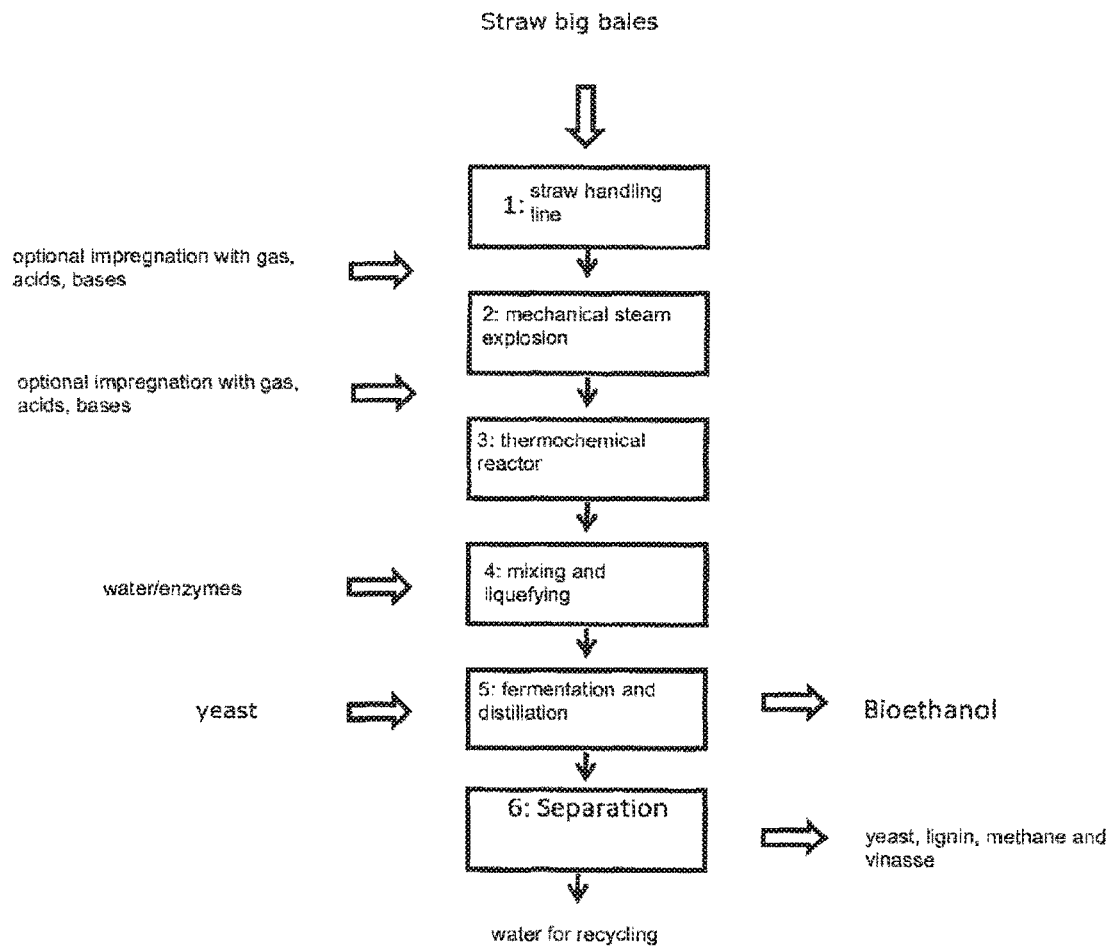 Straw big bales
1: straw handling
line
optional impregnation with gas,
acids, bases
2: mechanical steam
explosion
optional impregnation with gas,
acids, bases
3: thermochemical
reactor
water/enzymes
4: mixing and
liquefying
yeast
5: fermentation and
distillation
Bioethanol
6: Separation
yeast, lignin, methane and
vinasse
water for recycling